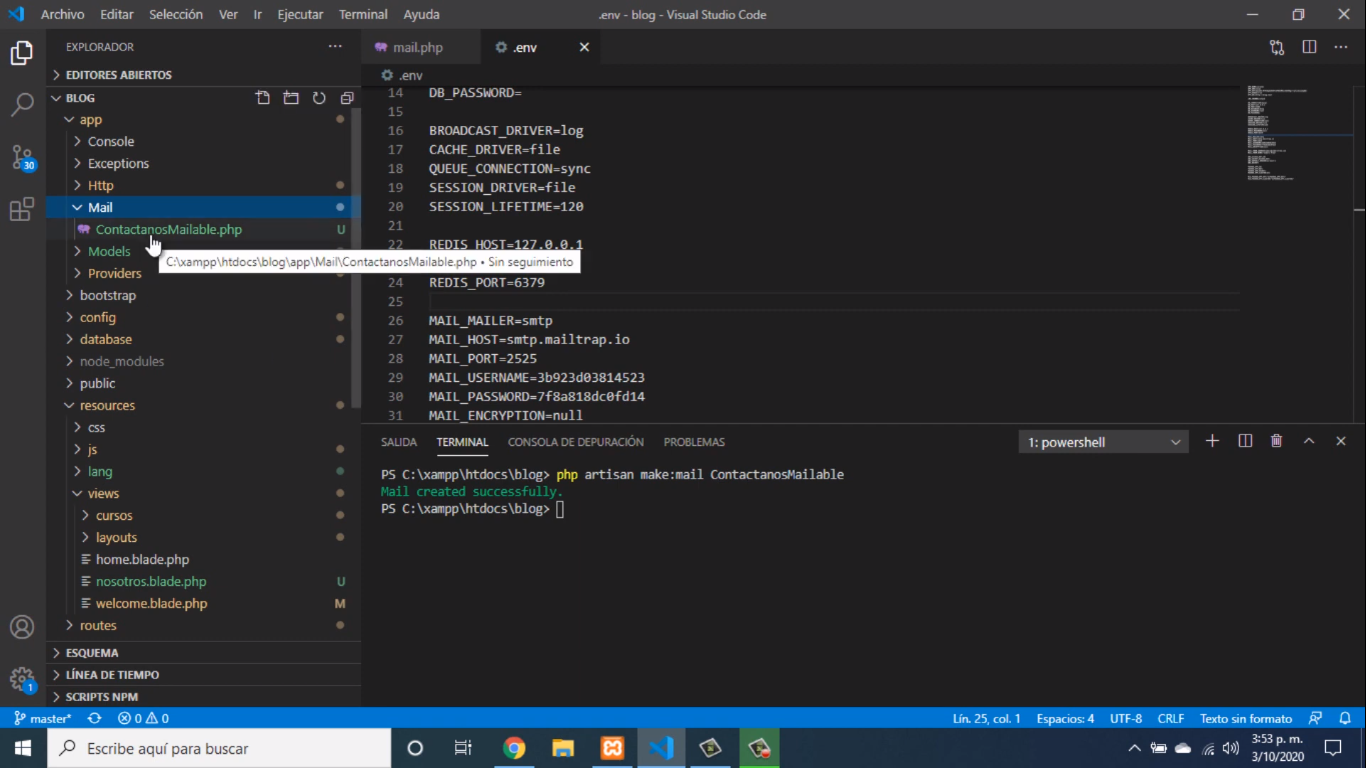 Archivo Editar Selección Ver Ir Ejecutar Terminal Ayuda
.env - blog - Visual Studio Code
EXPLORADOR
EDITORES ABIERTOS
BLOG
app
Console
Exceptions
Http
Mail
ContactanosMailable.php U
Models
Providers
bootstrap
config
database
node_modules
public
resources
css
js
lang
views
cursos
layouts
home.blade.php
nosotros.blade.php U
welcome.blade.php M
routes
ESQUEMA
LÍNEA DE TIEMPO
SCRIPTS NPM
30
1
C:\xampp\htdocs\blog\app\Mail\ContactanosMailable.php • Sin seguimiento
mail.php
.env
.env
14 DB_PASSWORD=
15
16 BROADCAST_DRIVER=log
17 CACHE_DRIVER=file
18 QUEUE_CONNECTION=sync
19 SESSION_DRIVER=file
20 SESSION_LIFETIME=120
21
22 REDIS_HOST=127.0.0.1
24 REDIS_PORT=6379
25
26 MAIL_MAILER=smtp
27 MAIL_HOST=smtp.mailtrap.io
28 MAIL_PORT=2525
29 MAIL_USERNAME=3b923d03814523
30 MAIL_PASSWORD=7f8a818dc0fd14
31 MAIL_ENCRYPTION=null
SALIDA TERMINAL CONSOLA DE DEPURACIÓN PROBLEMAS
1: powershell
PS C:\xampp\htdocs\blog> php artisan make:mail ContactanosMailable
Mail created successfully.
PS C:\xampp\htdocs\blog>
master* 0 0
Lín. 25, col. 1 Espacios: 4 UTF-8 CRLF Texto sin formato
Escribe aquí para buscar
3:53 p. m.
3/10/2020